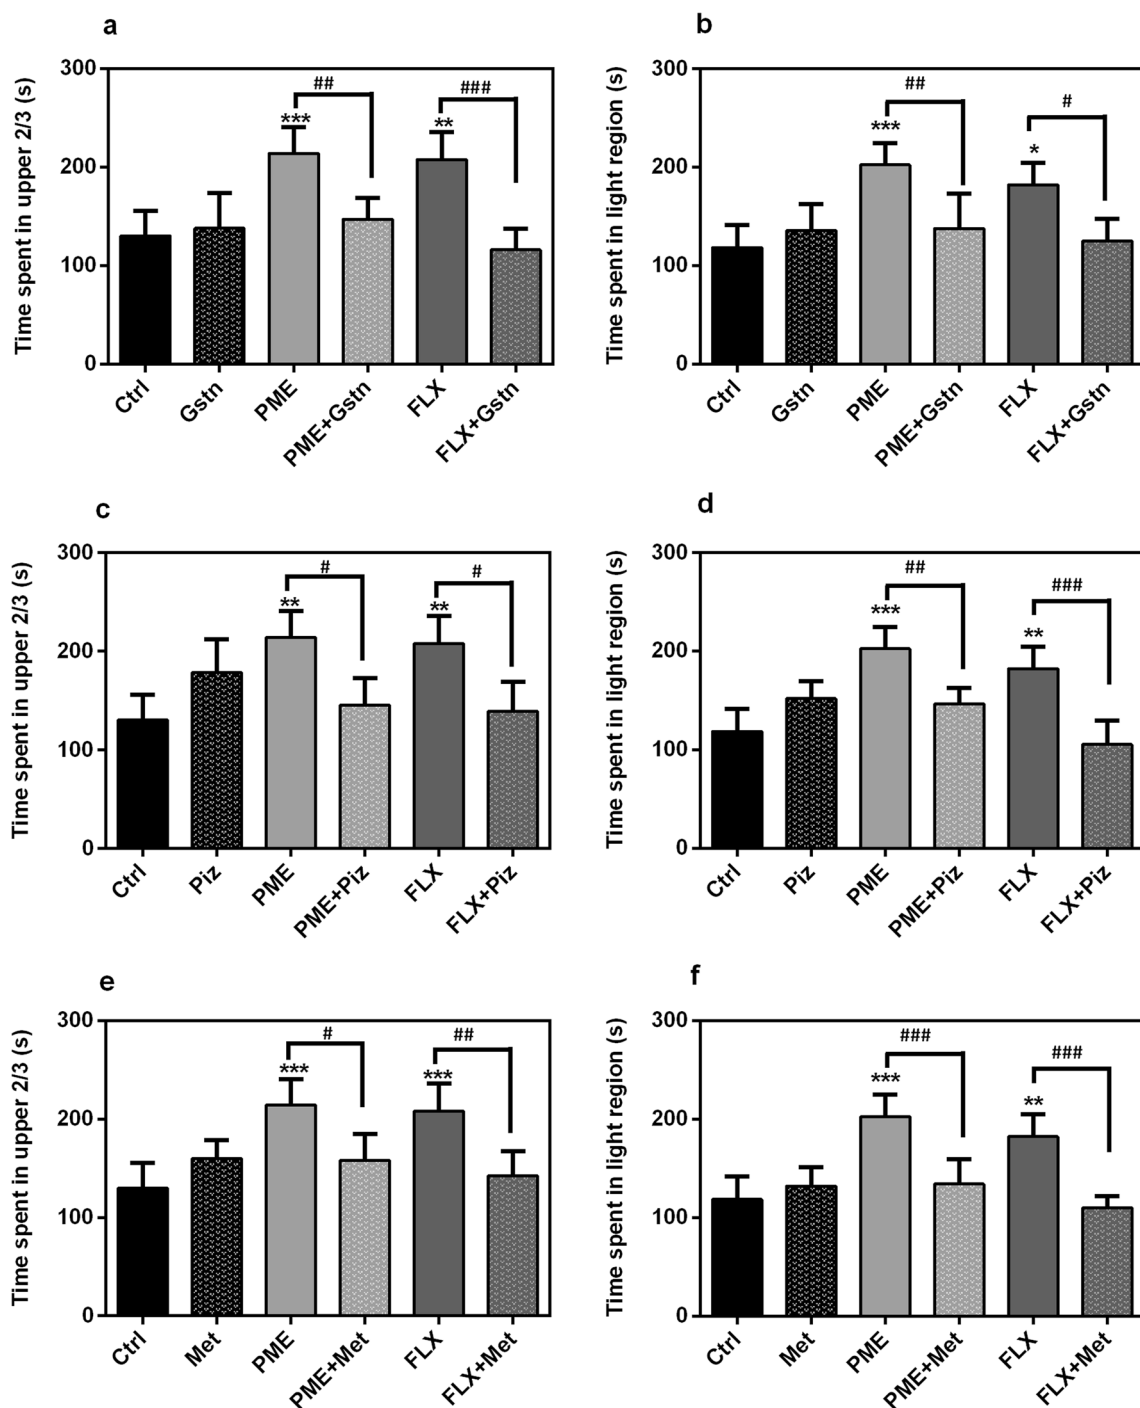 a
Time spent in upper 2/3 (s)
300
200
100
0
***
##
**
###
Ctrl
Gstn
PME
PME+Gstn
FLX
FLX+Gstn
b
Time spent in light region (s)
300
200
100
0
***
##
*
#
Ctrl
Gstn
PME
PME+Gstn
FLX
FLX+Gstn
c
Time spent in upper 2/3 (s)
300
200
100
0
**
#
**
#
Ctrl
Piz
PME
PME+Piz
FLX
FLX+Piz
d
Time spent in light region (s)
300
200
100
0
***
##
**
###
Ctrl
Piz
PME
PME+Piz
FLX
FLX+Piz
e
Time spent in upper 2/3 (s)
300
200
100
0
***
#
***
##
Ctrl
Met
PME
PME+Met
FLX
FLX+Met
f
Time spent in light region (s)
300
200
100
0
***
###
**
###
Ctrl
Met
PME
PME+Met
FLX
FLX+Met